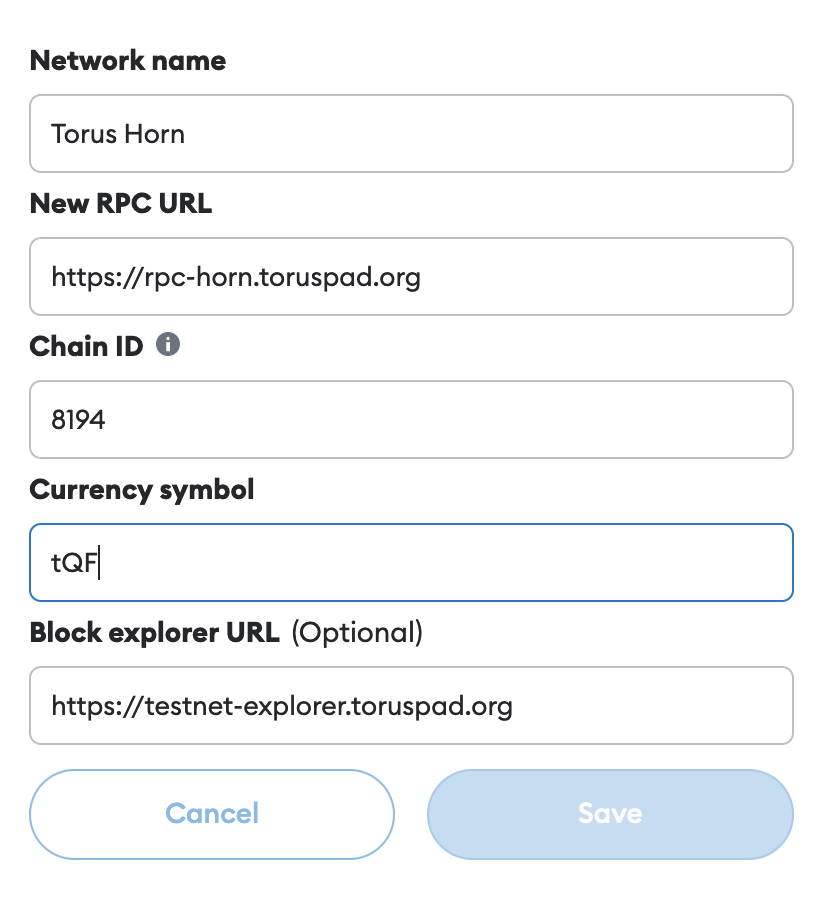 Network name
Torus Horn
New RPC URL
https://rpc-horn.toruspad.org
Chain ID
8194
Currency symbol
tQF
Block explorer URL (Optional)
https://testnet-explorer.toruspad.org
Cancel Save